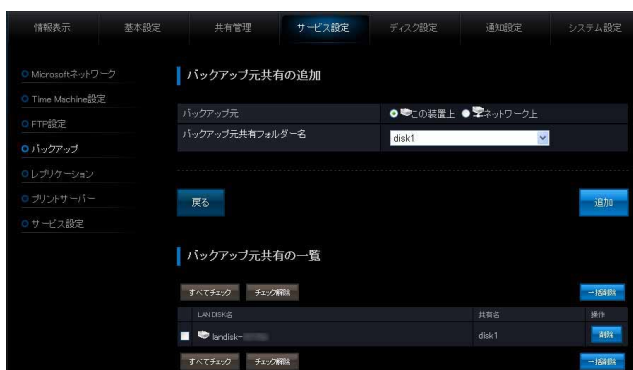 情報表示 基本設定 共有管理 サービス設定 ディスク設定 通知設定 システム設定
Microsoftネットワーク
Time Machine設定
FTP設定
バックアップ
レプリケーション
プリントサーバー
サービス設定
バックアップ元共有の追加
バックアップ元 この装置上 ネットワーク上
バックアップ元共有フォルダー名 disk1
戻る 追加
バックアップ元共有の一覧
すべてチェック チェック解除 一括削除
LAN DISK名 共有名 操作
landisk- disk1 削除
すべてチェック チェック解除 一括削除